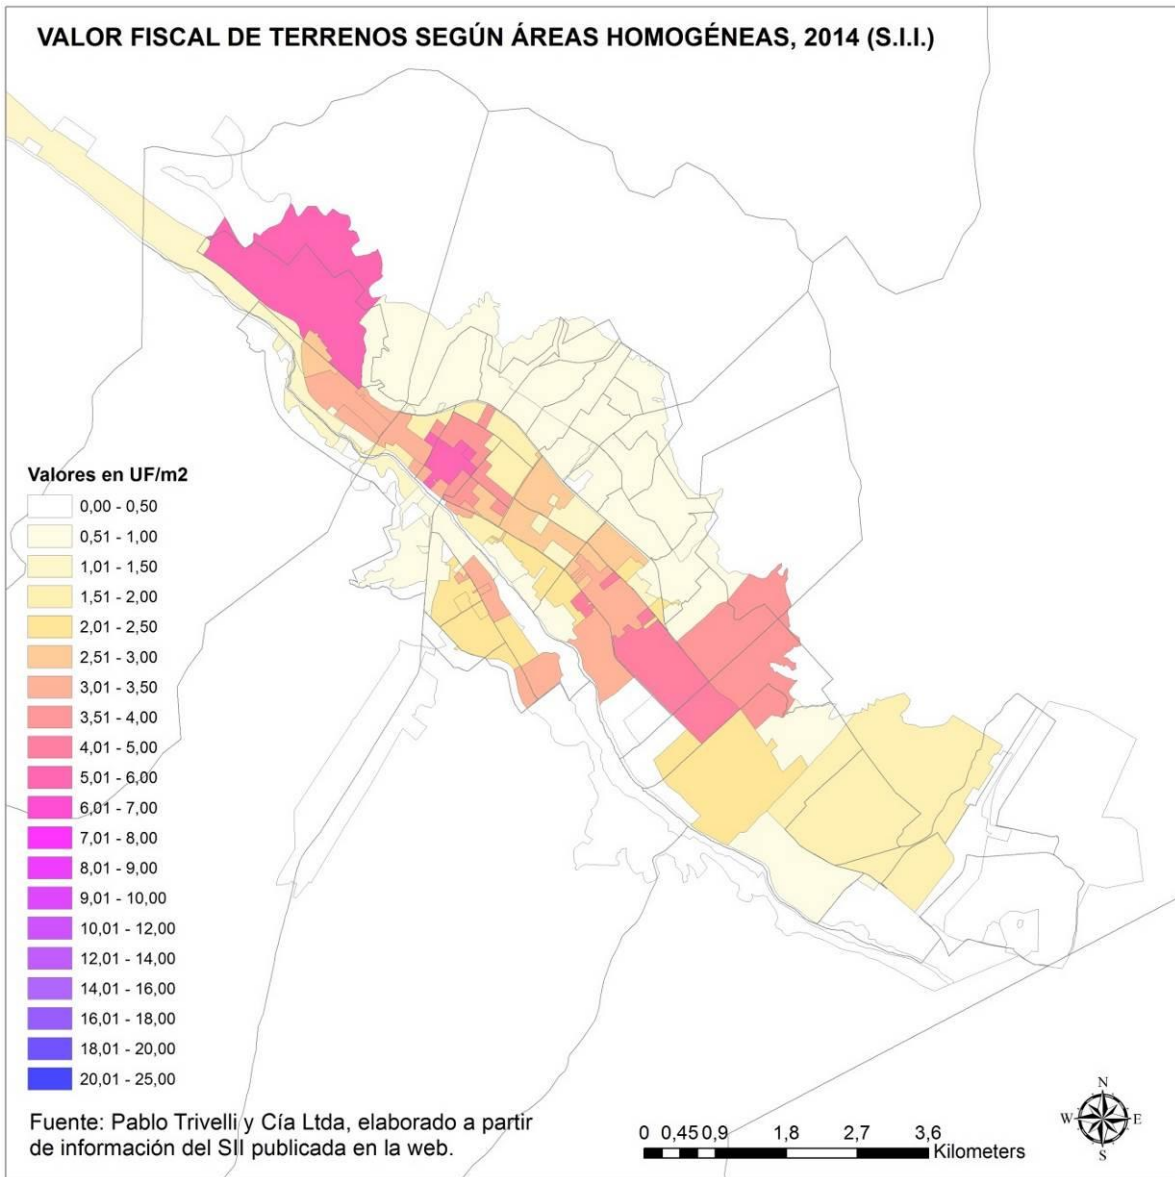 VALOR FISCAL DE TERRENOS SEGÚN ÁREAS HOMOGÉNEAS, 2014 (S.I.I.)
Valores en UF/m2
0,00 - 0,50
0,51 - 1,00
1,01 - 1,50
1,51 - 2,00
2,01 - 2,50
2,51 - 3,00
3,01 - 3,50
3,51 - 4,00
4,01 - 5,00
5,01 - 6,00
6,01 - 7,00
7,01 - 8,00
8,01 - 9,00
9,01 - 10,00
10,01 - 12,00
12,01 - 14,00
14,01 - 16,00
16,01 - 18,00
18,01 - 20,00
20,01 - 25,00
Fuente: Pablo Trivelli y Cía Ltda, elaborado a partir
de información del SII publicada en la web.
0 0,45 0,9 1,8 2,7 3,6
Kilometers
N
W E
S